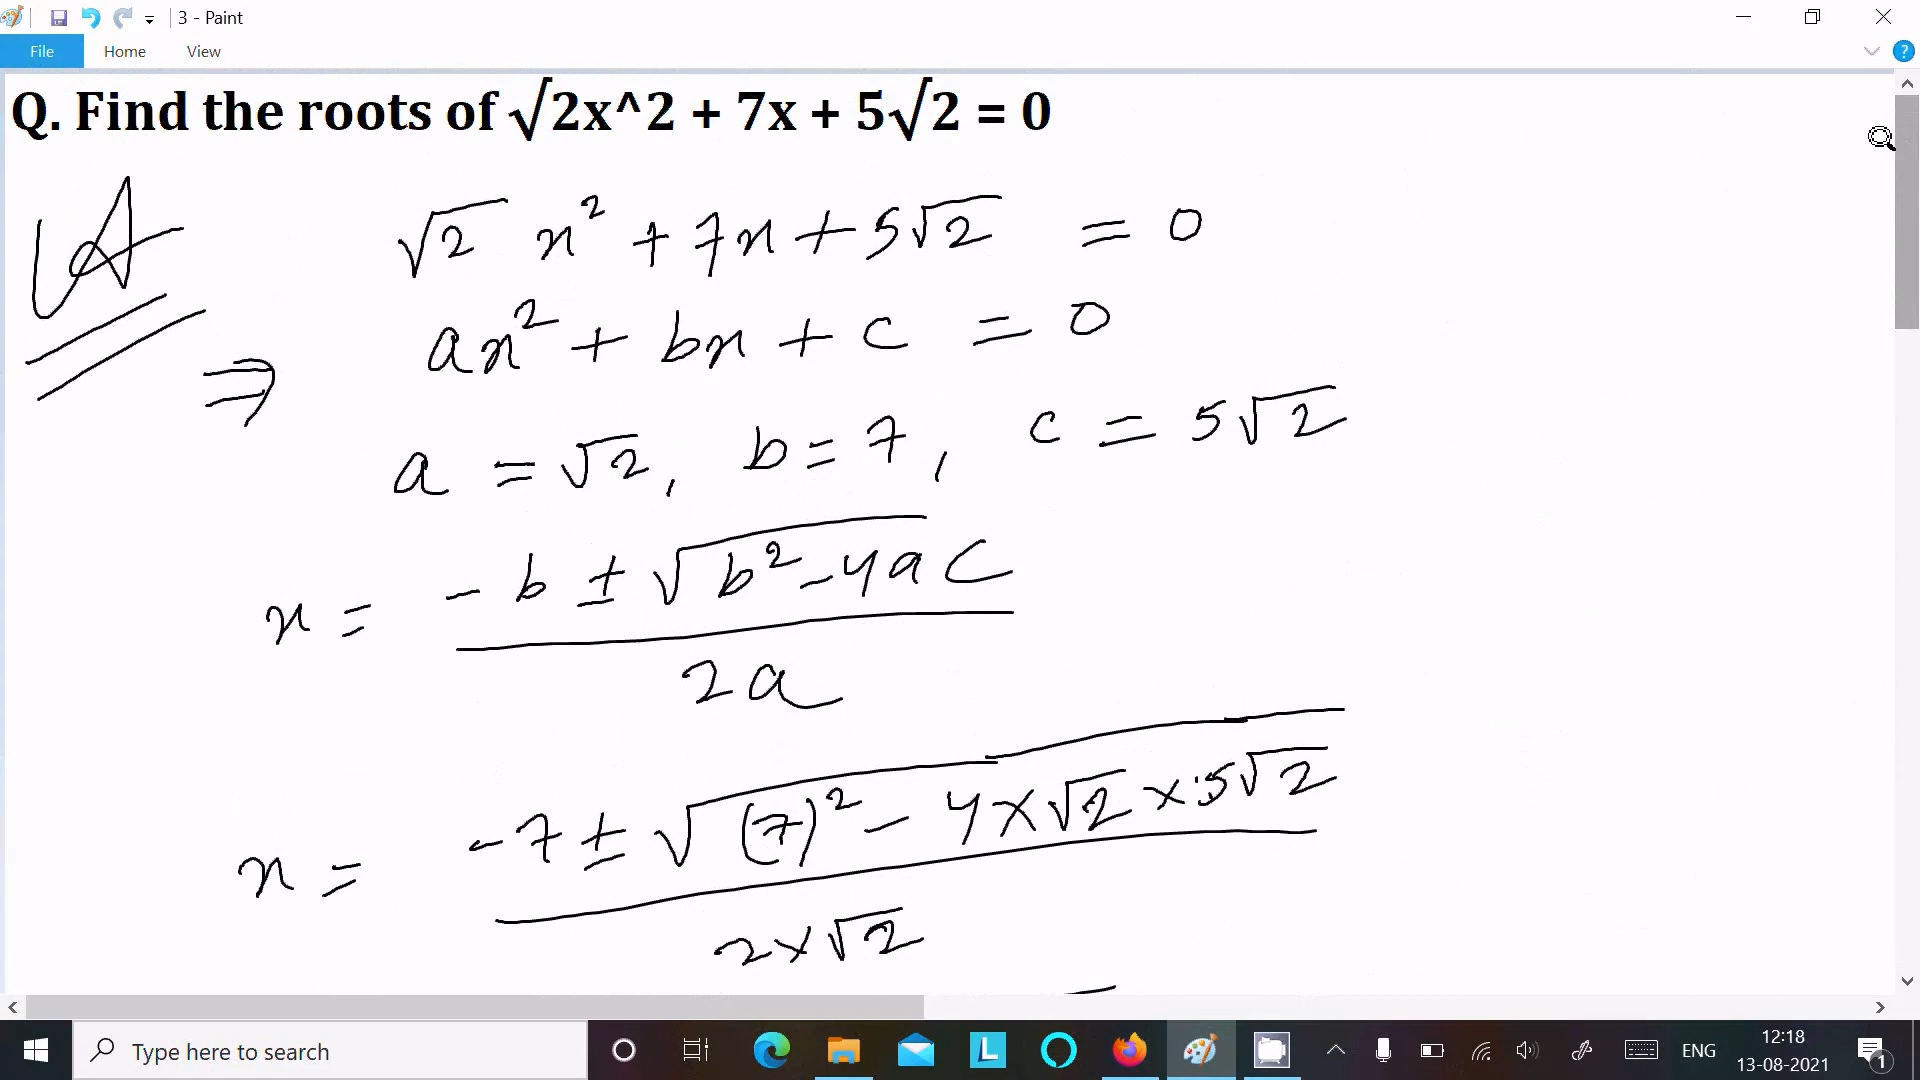 3 - Paint
File Home View
Q. Find the roots of √2x^2 + 7x + 5√2 = 0
A
√2 x² + 7x + 5√2 = 0
⇒ ax² + bx + c = 0
a = √2, b = 7, c = 5√2
x = (-b ± √(b² - 4ac)) / 2a
x = (-7 ± √((7)² - 4×√2×5√2)) / 2×√2
Type here to search
ENG
12:18
13-08-2021
1